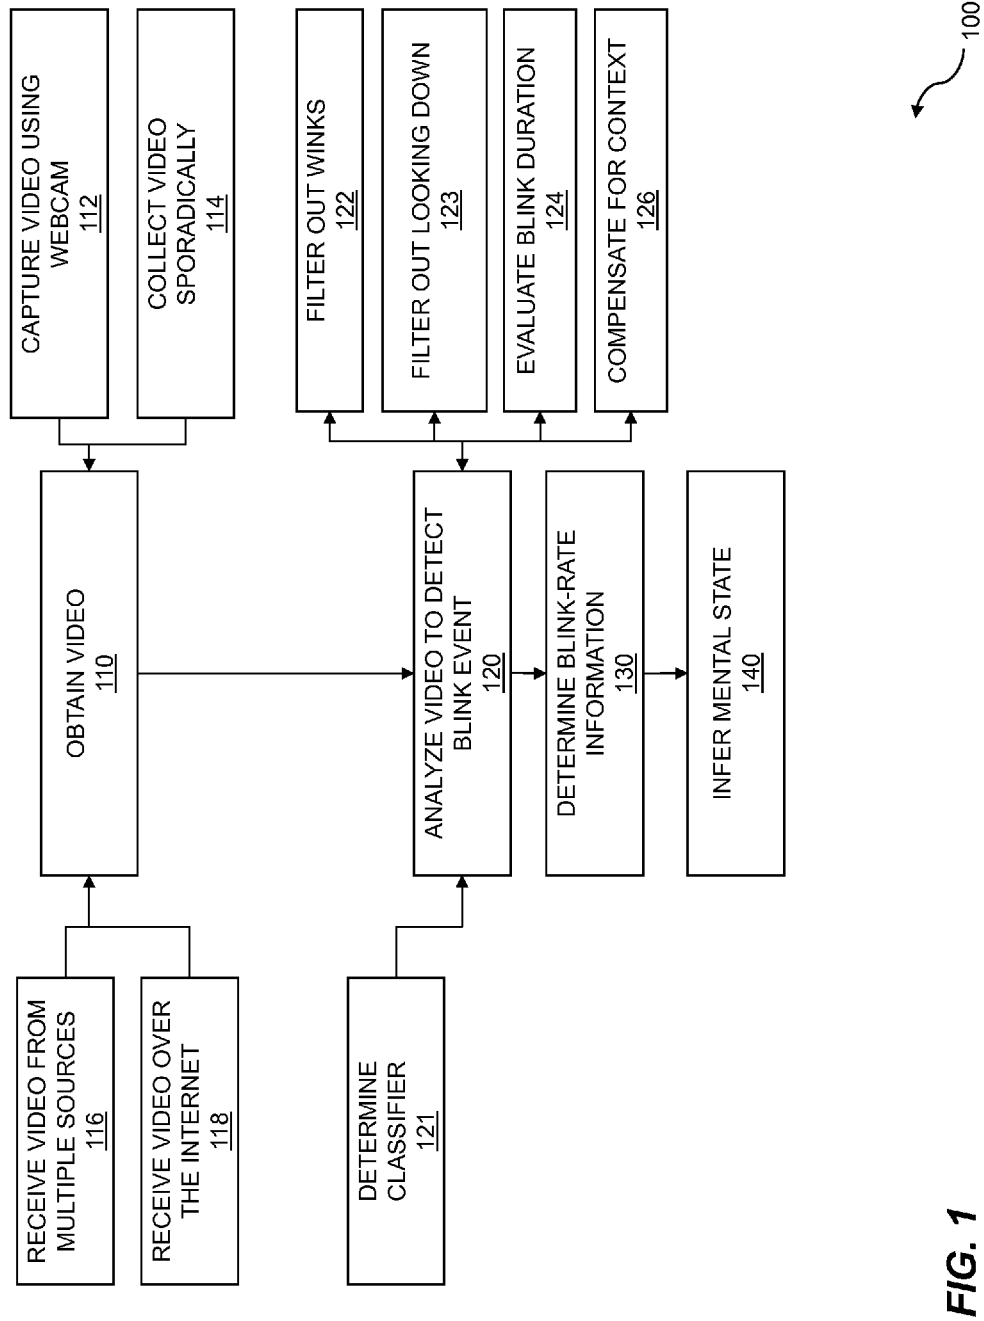 RECEIVE VIDEO FROM
MULTIPLE SOURCES
116
RECEIVE VIDEO OVER
THE INTERNET
118
OBTAIN VIDEO
110
CAPTURE VIDEO USING
WEBCAM
112
COLLECT VIDEO
SPORADICALLY
114
DETERMINE
CLASSIFIER
121
ANALYZE VIDEO TO DETECT
BLINK EVENT
120
FILTER OUT WINKS
122
FILTER OUT LOOKING DOWN
123
EVALUATE BLINK DURATION
124
COMPENSATE FOR CONTEXT
126
DETERMINE BLINK-RATE
INFORMATION
130
INFER MENTAL STATE
140
100
FIG. 1